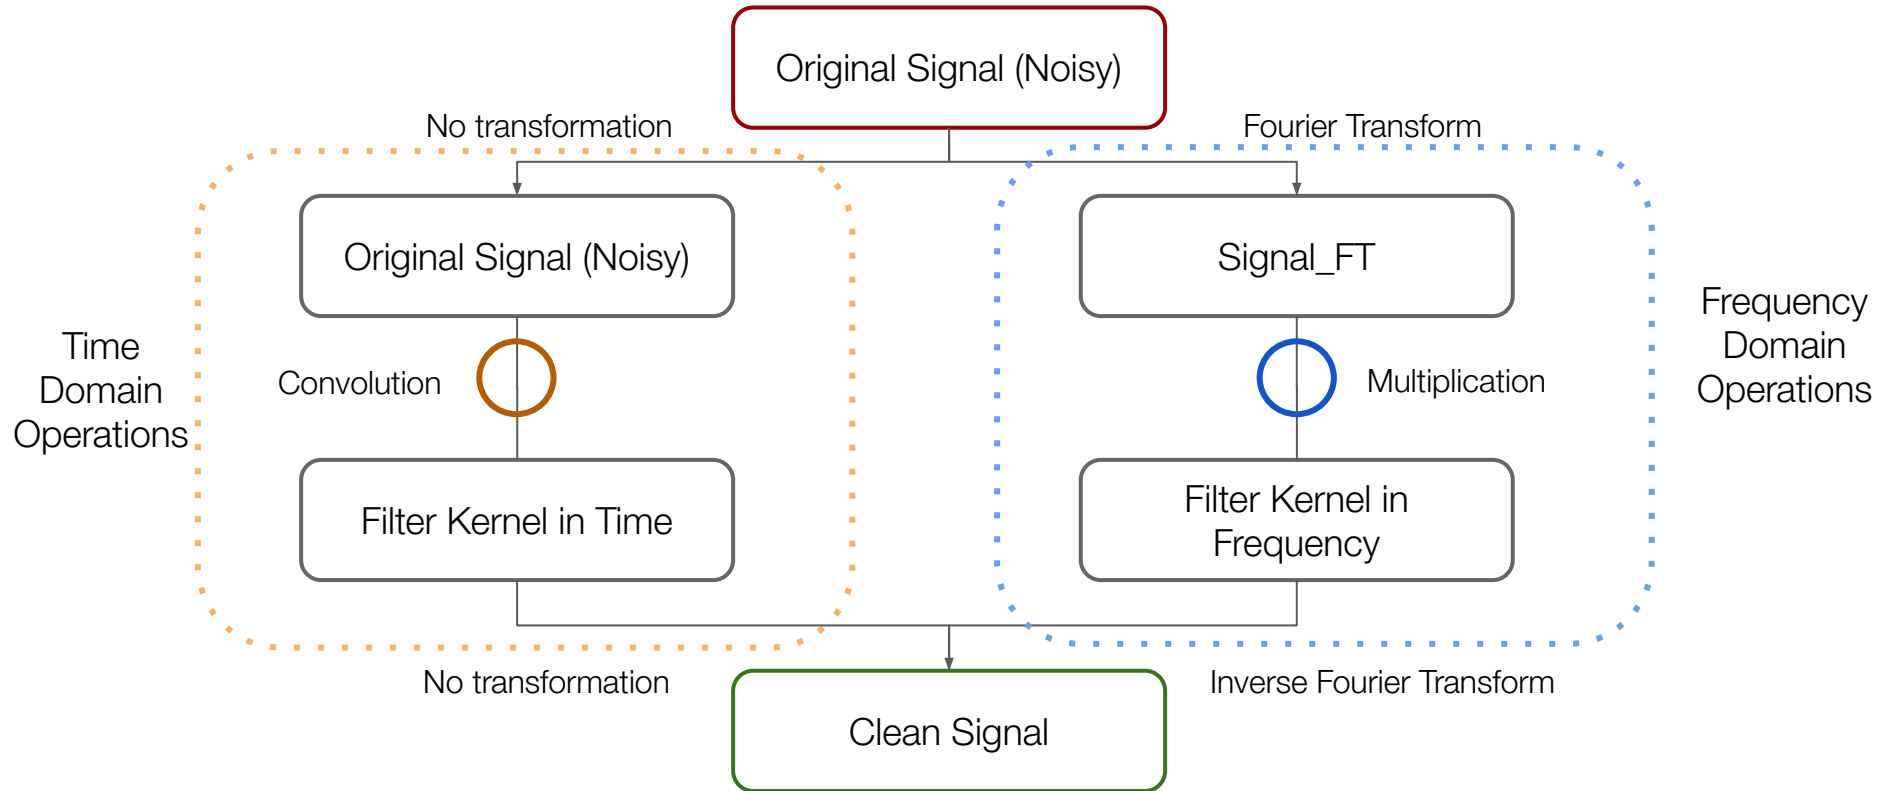 Original Signal (Noisy)
No transformation
Fourier Transform
Original Signal (Noisy)
Signal_FT
Time
Domain
Operations
Convolution
Multiplication
Frequency
Domain
Operations
Filter Kernel in Time
Filter Kernel in
Frequency
No transformation
Inverse Fourier Transform
Clean Signal